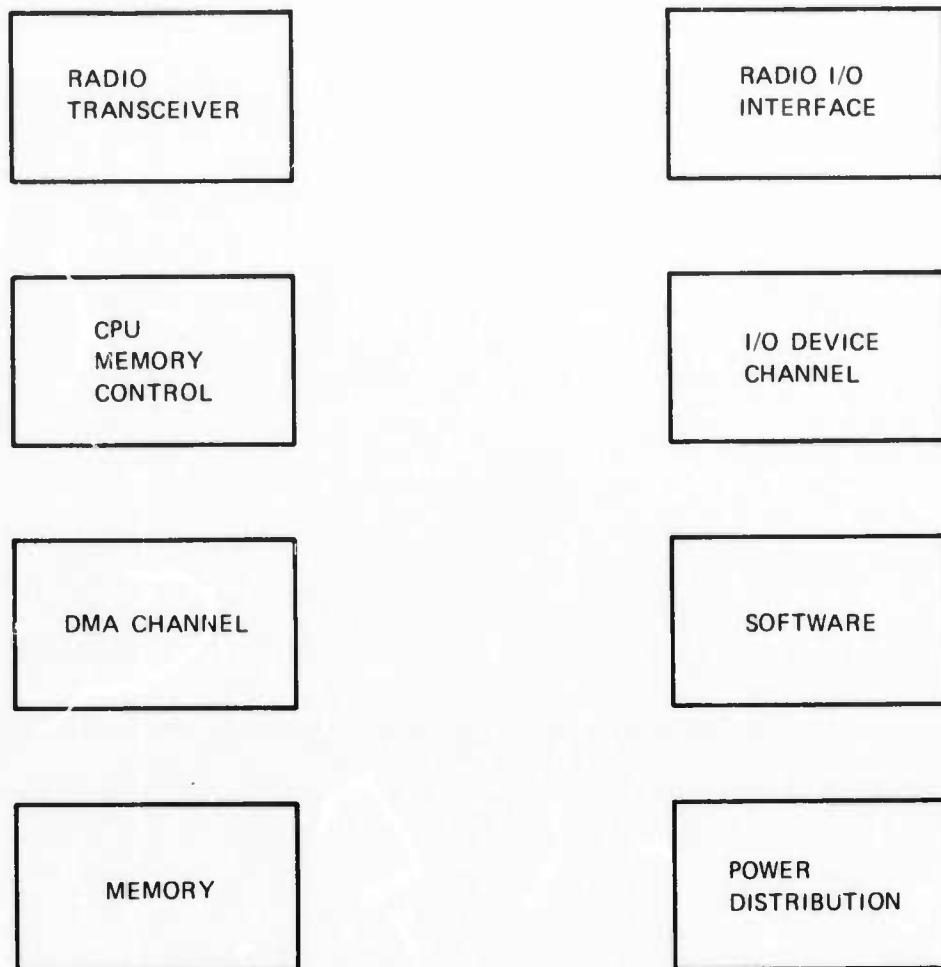 RADIO
TRANSCEIVER
RADIO I/O
INTERFACE
CPU
MEMORY
CONTROL
I/O DEVICE
CHANNEL
DMA CHANNEL
SOFTWARE
MEMORY
POWER
DISTRIBUTION